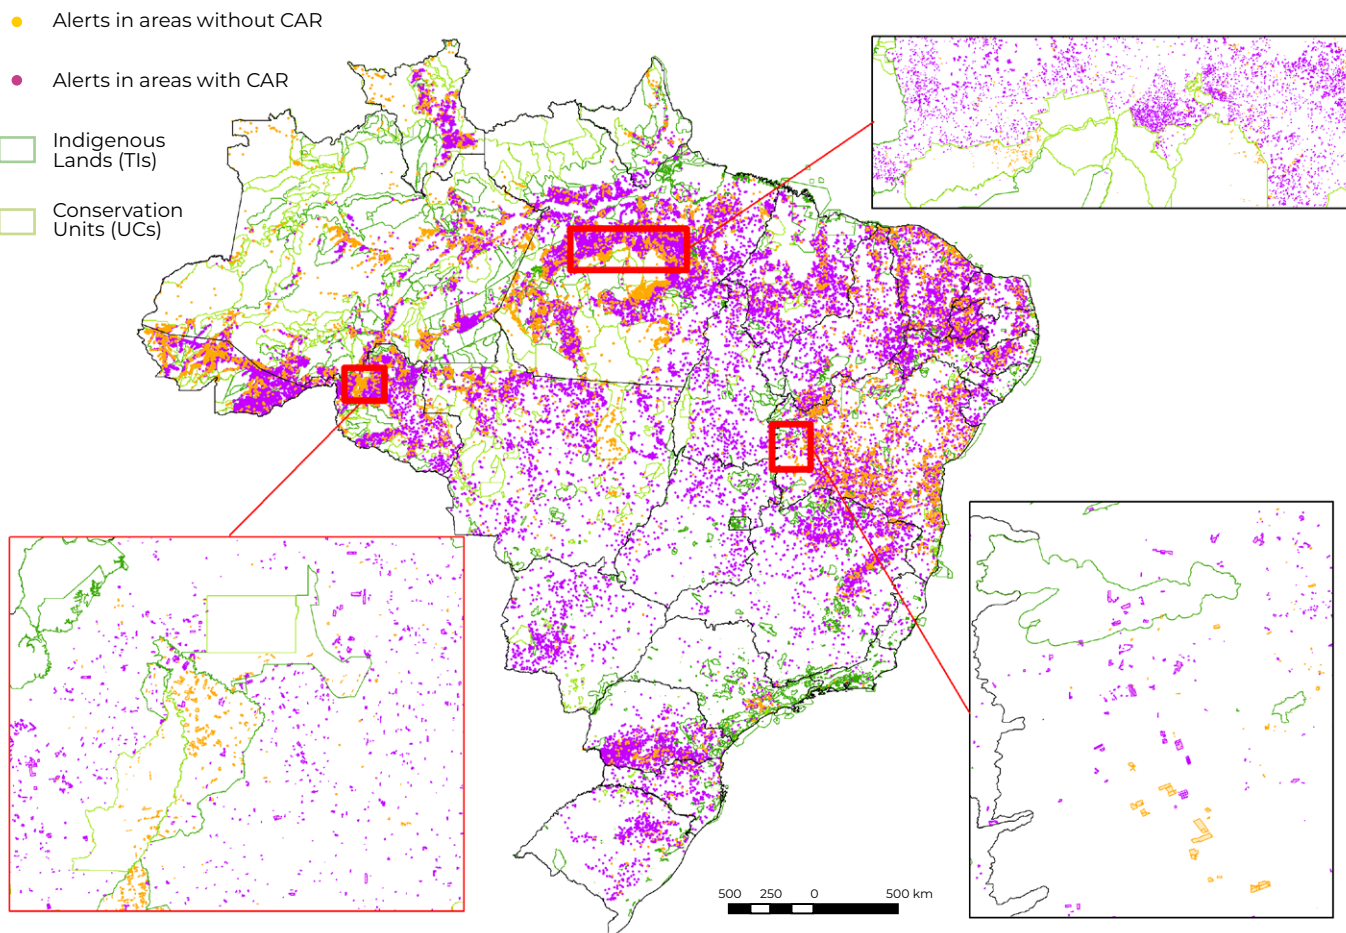 Alerts in areas without CAR
Alerts in areas with CAR
Indigenous
Lands (TIs)
Conservation
Units (UCs)
500 250 0 500 km